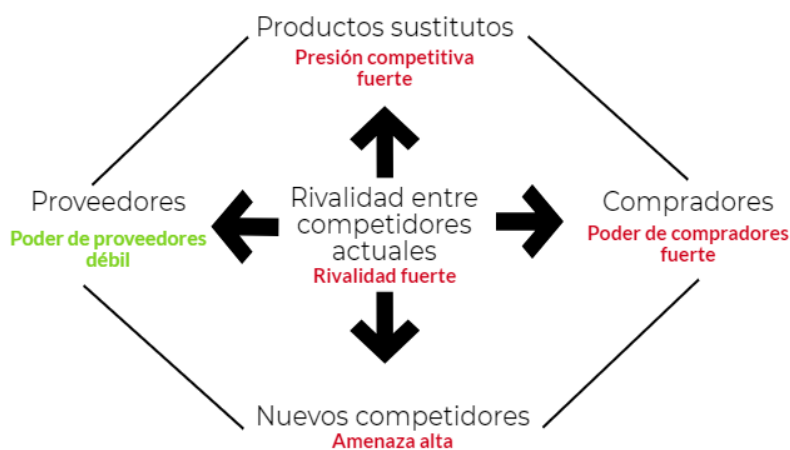 Productos sustitutos
Presión competitiva
fuerte
Proveedores
Poder de proveedores
débil
Rivalidad entre
competidores
actuales
Rivalidad fuerte
Compradores
Poder de compradores
fuerte
Nuevos competidores
Amenaza alta